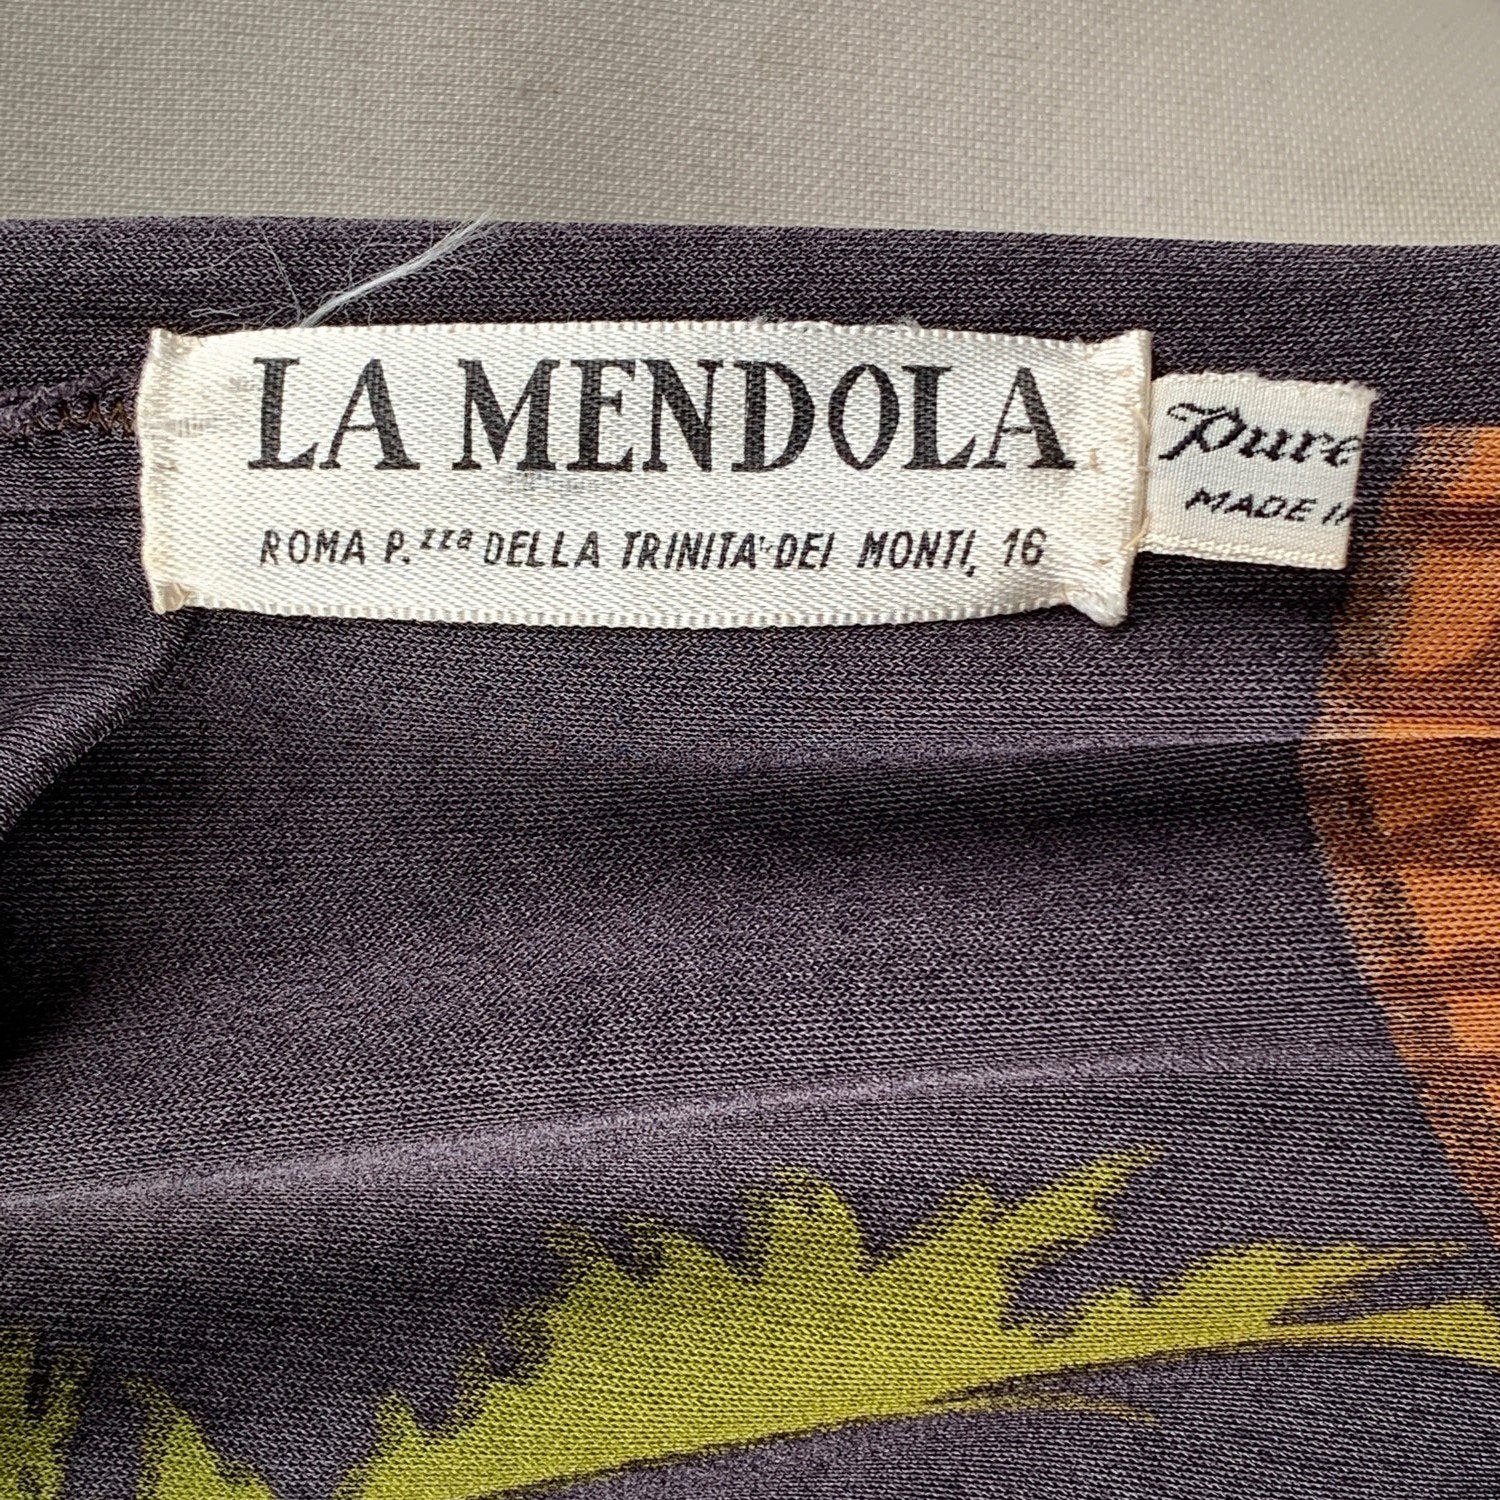 LA MENDOLA
ROMA P.zza DELLA TRINITA' DEI MONTI, 16
Pure
MADE